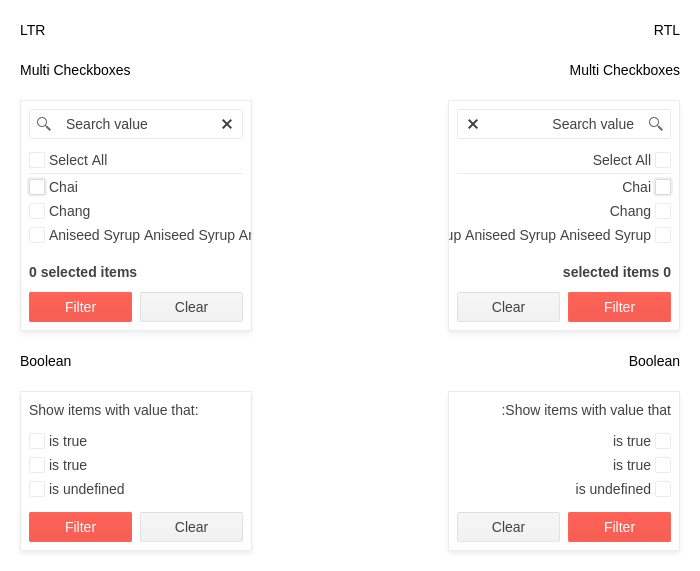 LTR
RTL
Multi Checkboxes
Multi Checkboxes
Search value
Search value
Select All
Select All
Chai
Chai
Chang
Chang
Aniseed Syrup Aniseed Syrup
Aniseed Syrup Aniseed Syrup
0 selected items
selected items 0
Filter
Clear
Clear
Filter
Boolean
Boolean
Show items with value that:
:Show items with value that
is true
is true
is true
is true
is undefined
is undefined
Filter
Clear
Clear
Filter